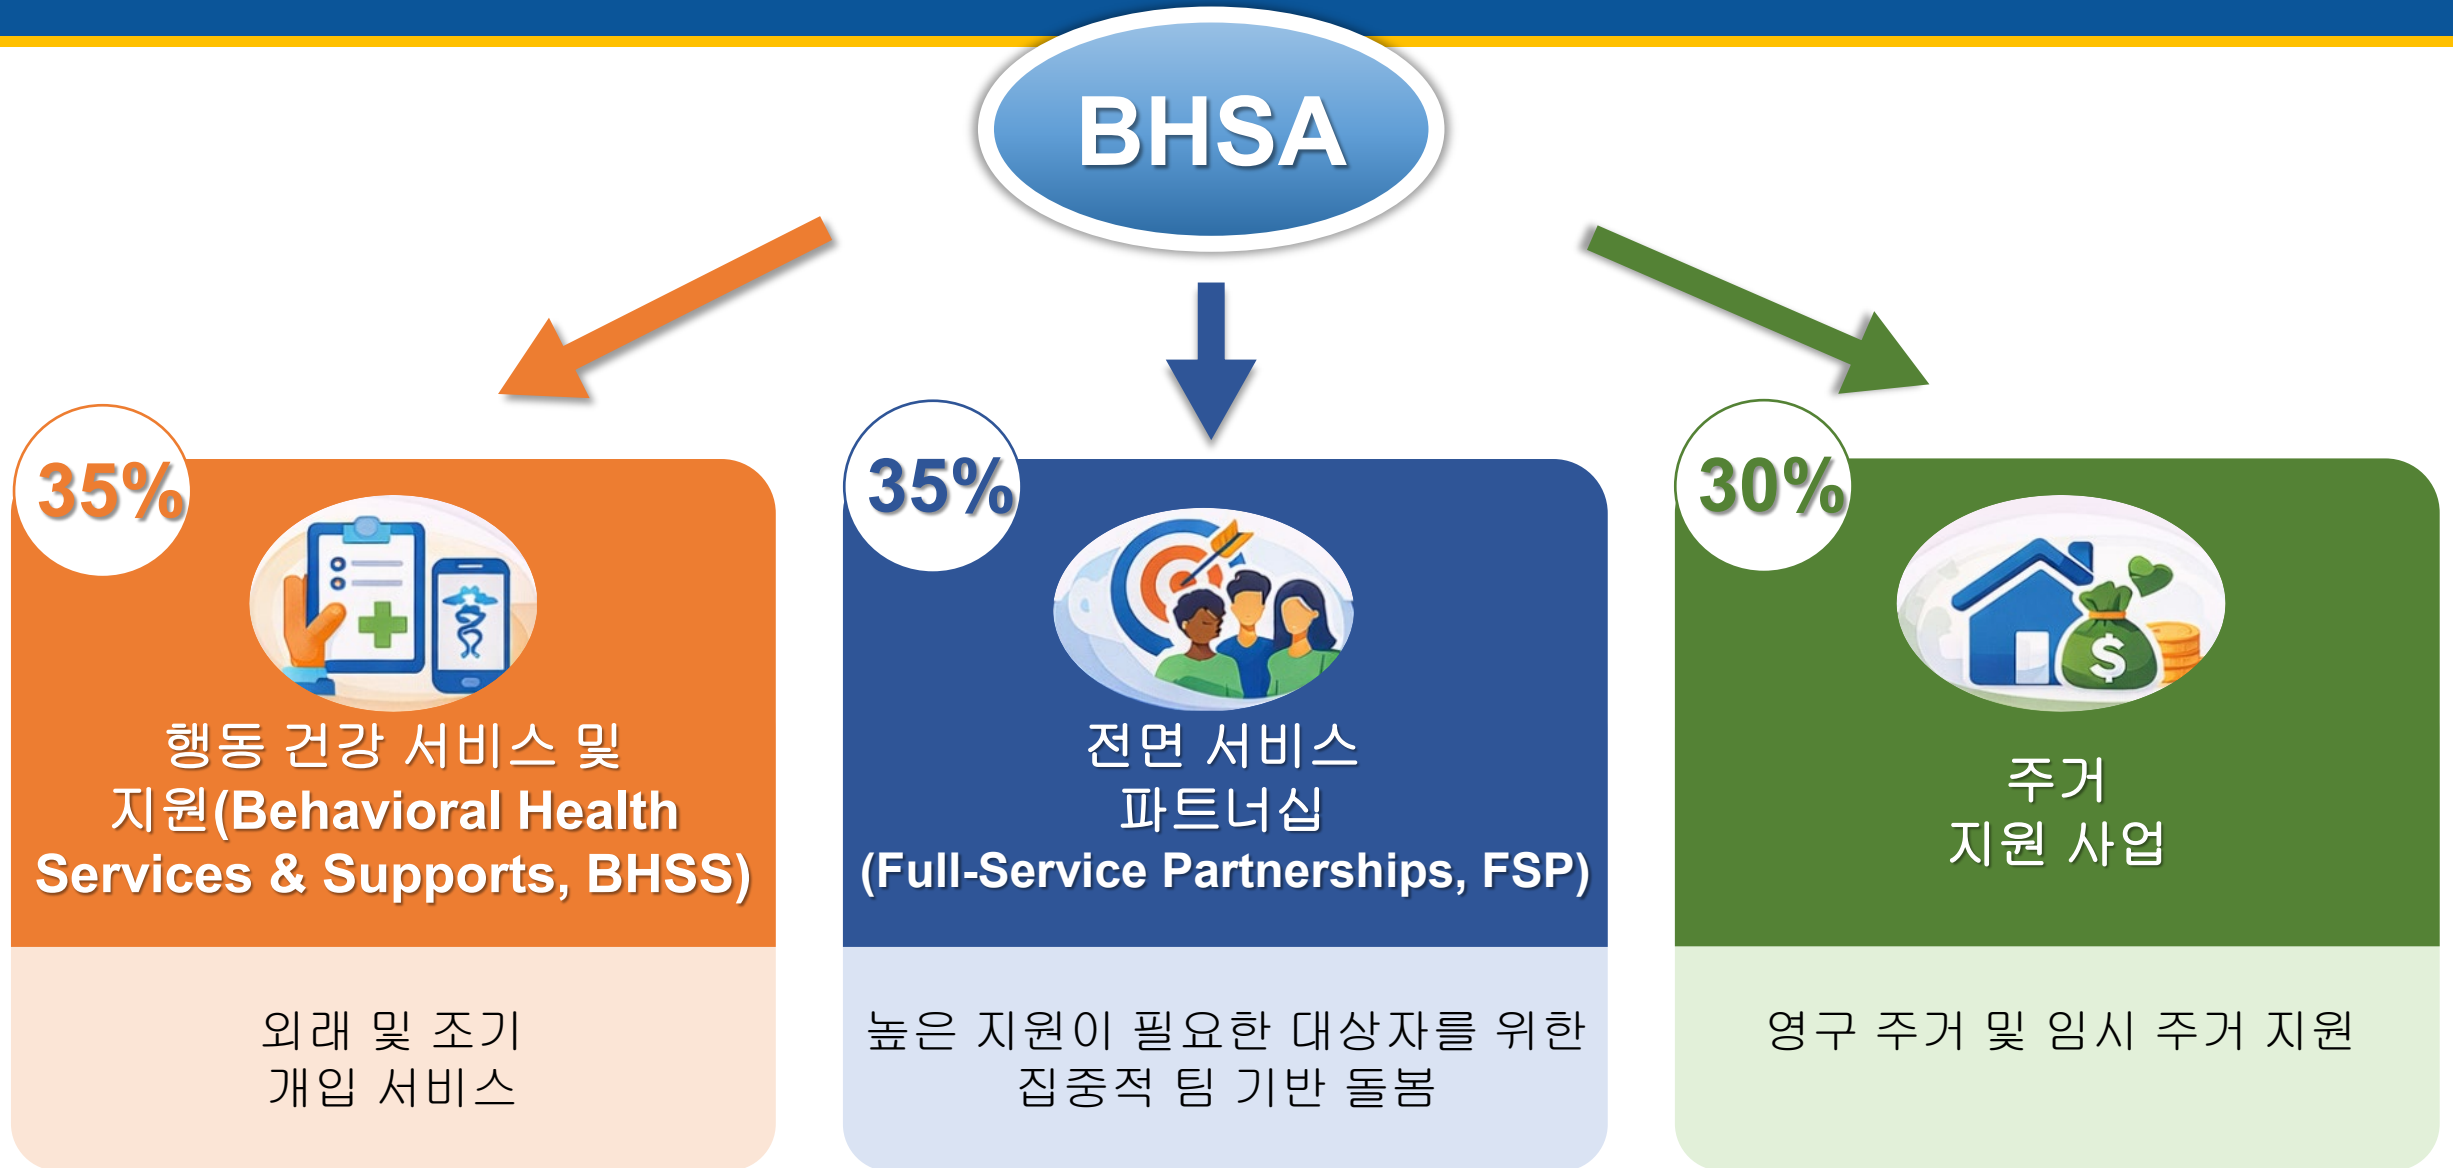 BHSA
35%
행동 건강 서비스 및
지원(Behavioral Health
Services & Supports, BHSS)
외래 및 조기
개입 서비스
35%
전면 서비스
파트너십
(Full-Service Partnerships, FSP)
높은 지원이 필요한 대상자를 위한
집중적 팀 기반 돌봄
30%
$
주거
지원 사업
영구 주거 및 임시 주거 지원